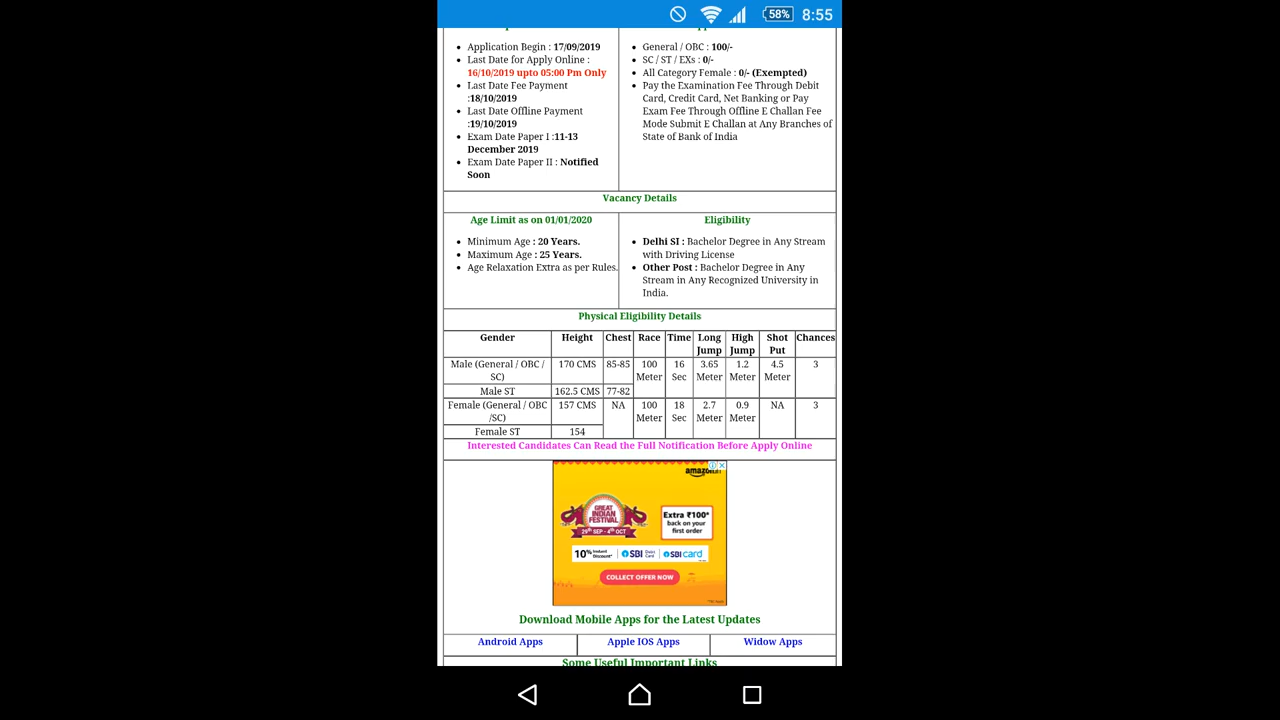 58% 8:55
Application Begin : 17/09/2019
Last Date for Apply Online :
16/10/2019 upto 05:00 Pm Only
Last Date Fee Payment
:18/10/2019
Last Date Offline Payment
:19/10/2019
Exam Date Paper I :11-13
December 2019
Exam Date Paper II : Notified
Soon
General / OBC : 100/-
SC / ST / EXs : 0/-
All Category Female : 0/- (Exempted)
Pay the Examination Fee Through Debit
Card, Credit Card, Net Banking or Pay
Exam Fee Through Offline E Challan Fee
Mode Submit E Challan at Any Branches of
State of Bank of India
Vacancy Details
Age Limit as on 01/01/2020
Minimum Age : 20 Years.
Maximum Age : 25 Years.
Age Relaxation Extra as per Rules.
Eligibility
Delhi SI : Bachelor Degree in Any Stream
with Driving License
Other Post : Bachelor Degree in Any
Stream in Any Recognized University in
India.
Physical Eligibility Details
Gender Height Chest Race Time Long Jump High Jump Shot Put Chances
Male (General / OBC / SC) 170 CMS 85-85 100 Meter 16 Sec 3.65 Meter 1.2 Meter 4.5 Meter 3
Male ST 162.5 CMS 77-82
Female (General / OBC /SC) 157 CMS NA 100 Meter 18 Sec 2.7 Meter 0.9 Meter NA 3
Female ST 154
Interested Candidates Can Read the Full Notification Before Apply Online
amazon.in
GREAT
INDIAN
FESTIVAL
29th SEP - 4th OCT
Extra ₹100*
back on your
first order
10% Instant Discount* SBI Debit Card SBI card
COLLECT OFFER NOW
Download Mobile Apps for the Latest Updates
Android Apps Apple IOS Apps Widow Apps
Some Useful Important Links